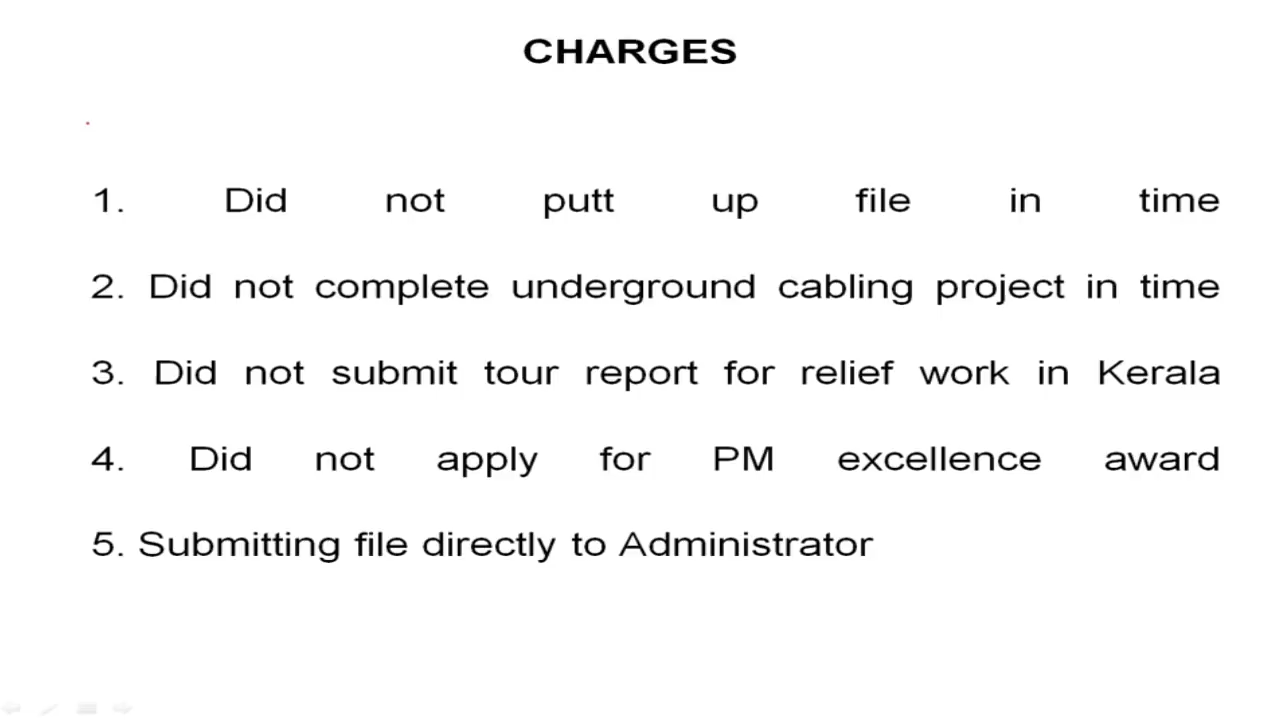 CHARGES
1. Did not putt up file in time
2. Did not complete underground cabling project in time
3. Did not submit tour report for relief work in Kerala
4. Did not apply for PM excellence award
5. Submitting file directly to Administrator